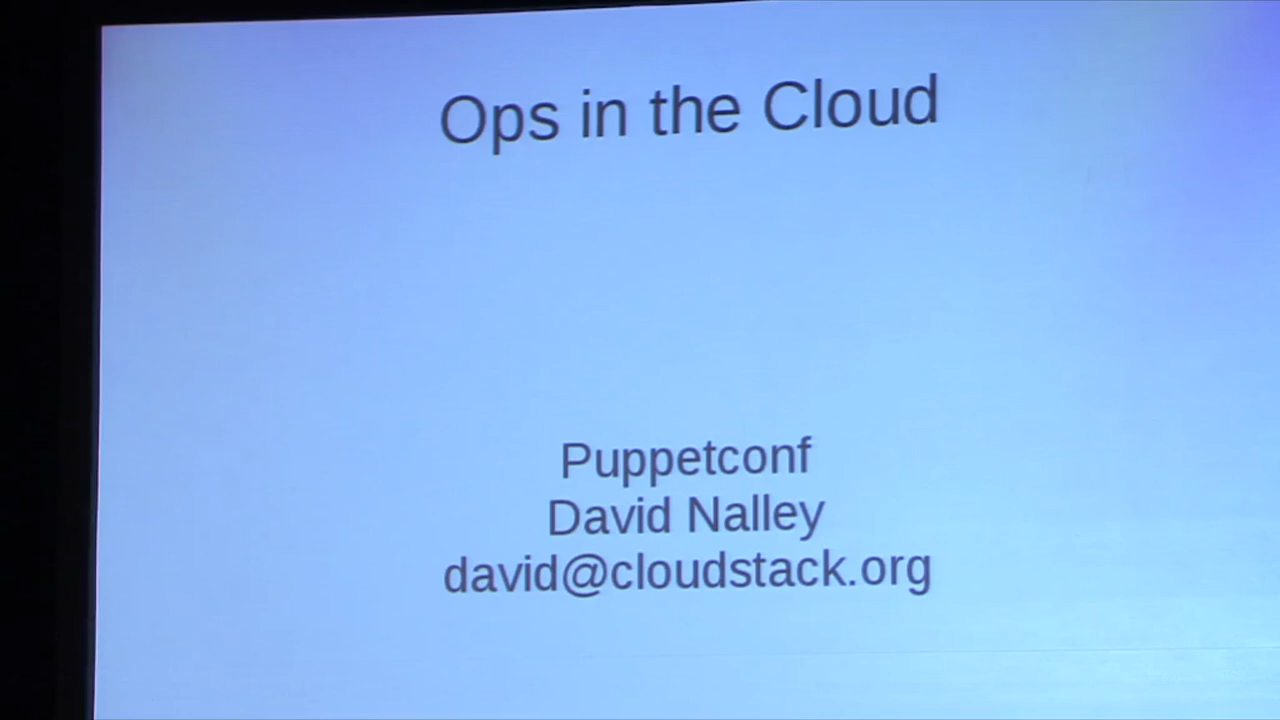 Ops in the Cloud
Puppetconf
David Nalley
david@cloudstack.org